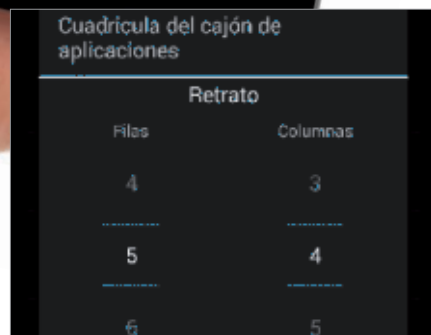 Cuadrícula del cajón de
aplicaciones
Retrato
Filas Columnas
4 3
5 4
6 5